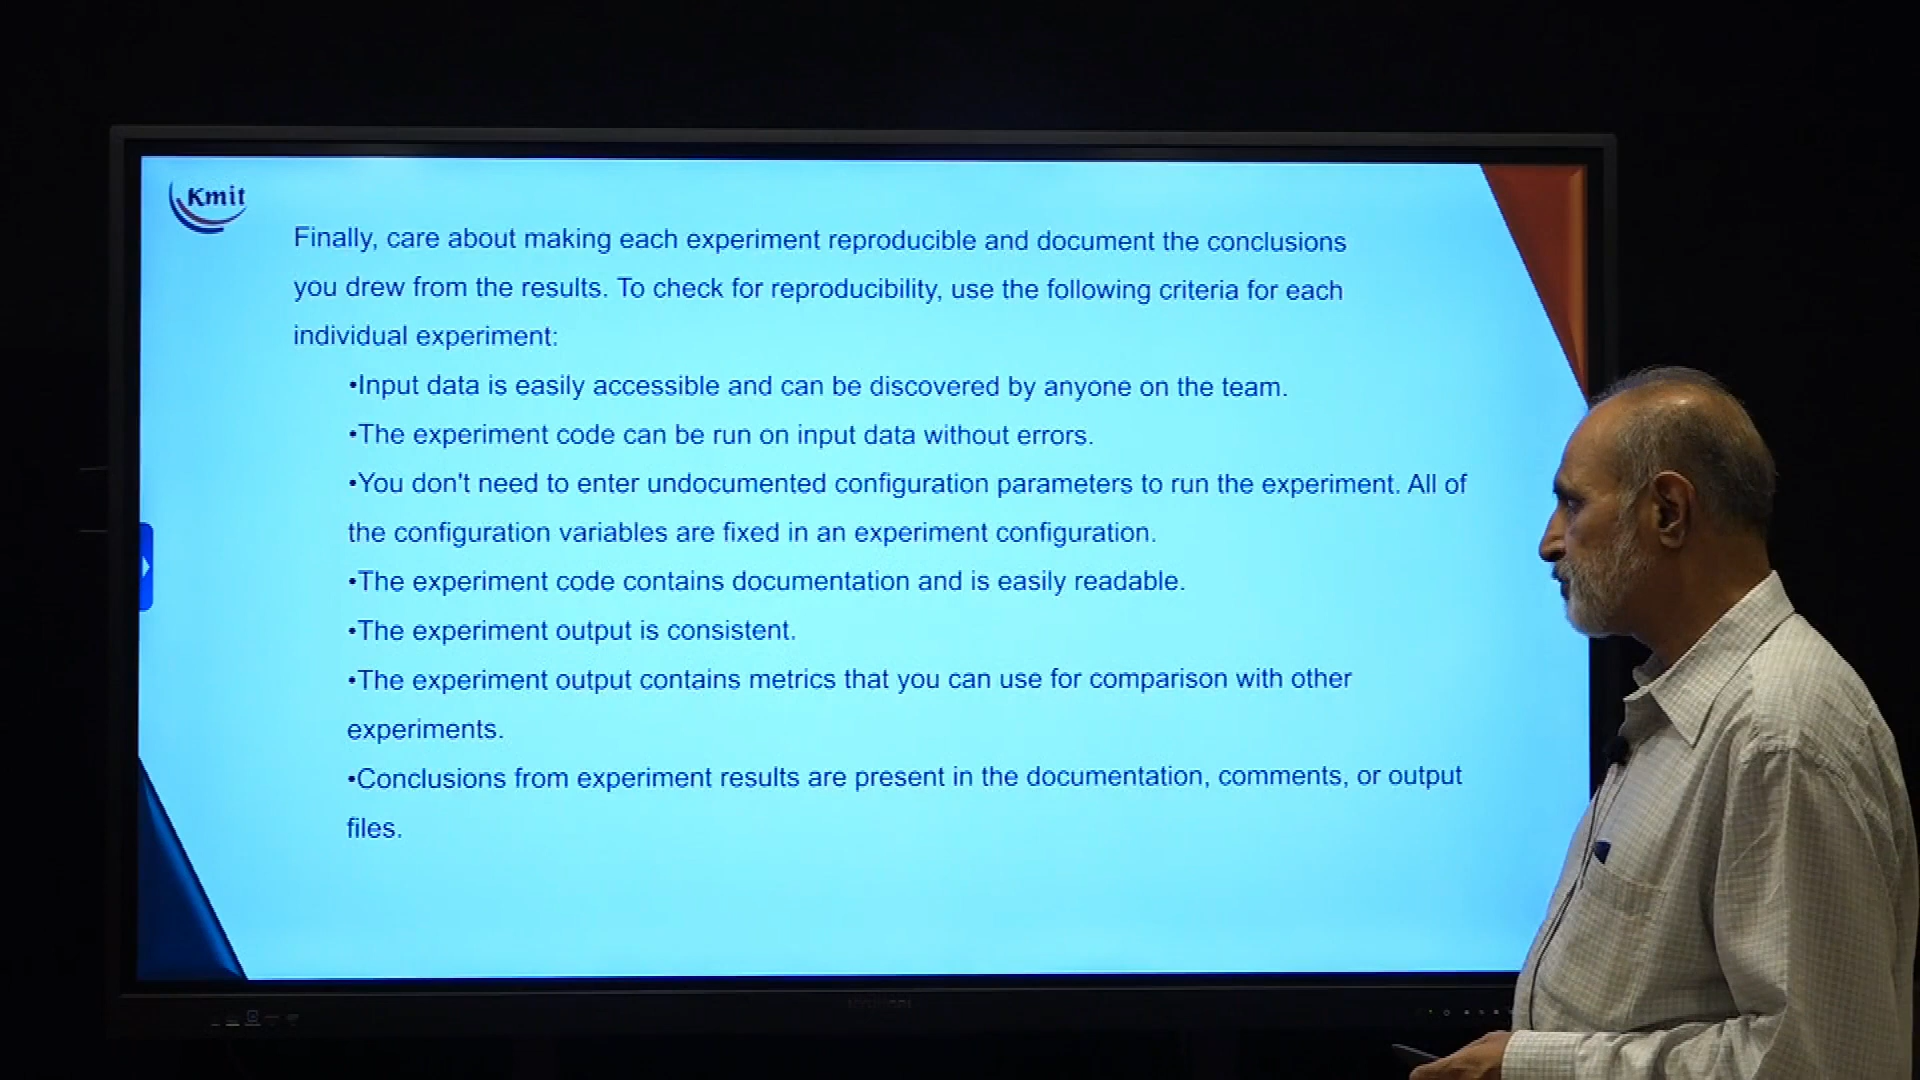 Kmit
Finally, care about making each experiment reproducible and document the conclusions
you drew from the results. To check for reproducibility, use the following criteria for each
individual experiment:
•Input data is easily accessible and can be discovered by anyone on the team.
•The experiment code can be run on input data without errors.
•You don't need to enter undocumented configuration parameters to run the experiment. All of
the configuration variables are fixed in an experiment configuration.
•The experiment code contains documentation and is easily readable.
•The experiment output is consistent.
•The experiment output contains metrics that you can use for comparison with other
experiments.
•Conclusions from experiment results are present in the documentation, comments, or output
files.